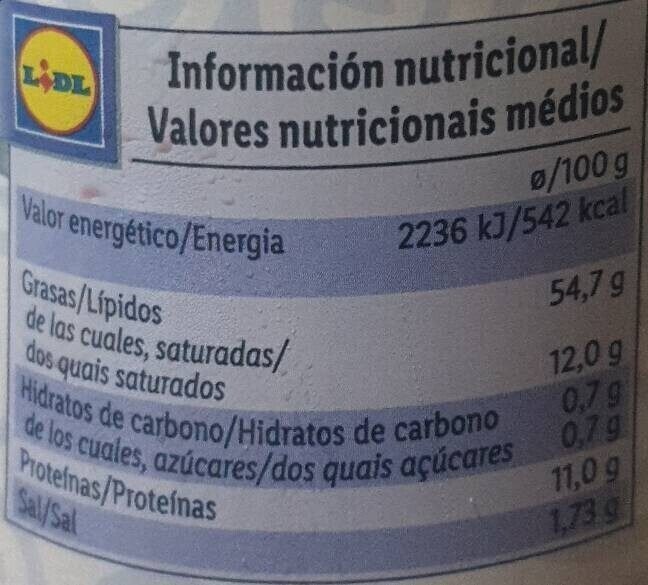 LIDL
Información nutricional/
Valores nutricionais médios
ø/100 g
Valor energético/Energia 2236 kJ/542 kcal
Grasas/Lípidos 54,7 g
de las cuales, saturadas/
dos quais saturados 12,0 g
Hidratos de carbono/Hidratos de carbono 0,7 g
de los cuales, azúcares/dos quais açúcares 0,7 g
Proteínas/Proteínas 11,0 g
Sal/Sal 1,73 g